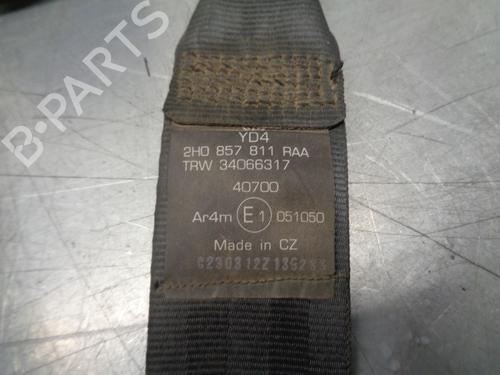 YD4
2H0 857 811 RAA
TRW 34066317
40700
Ar4m E1 051050
Made in CZ
B-Parts